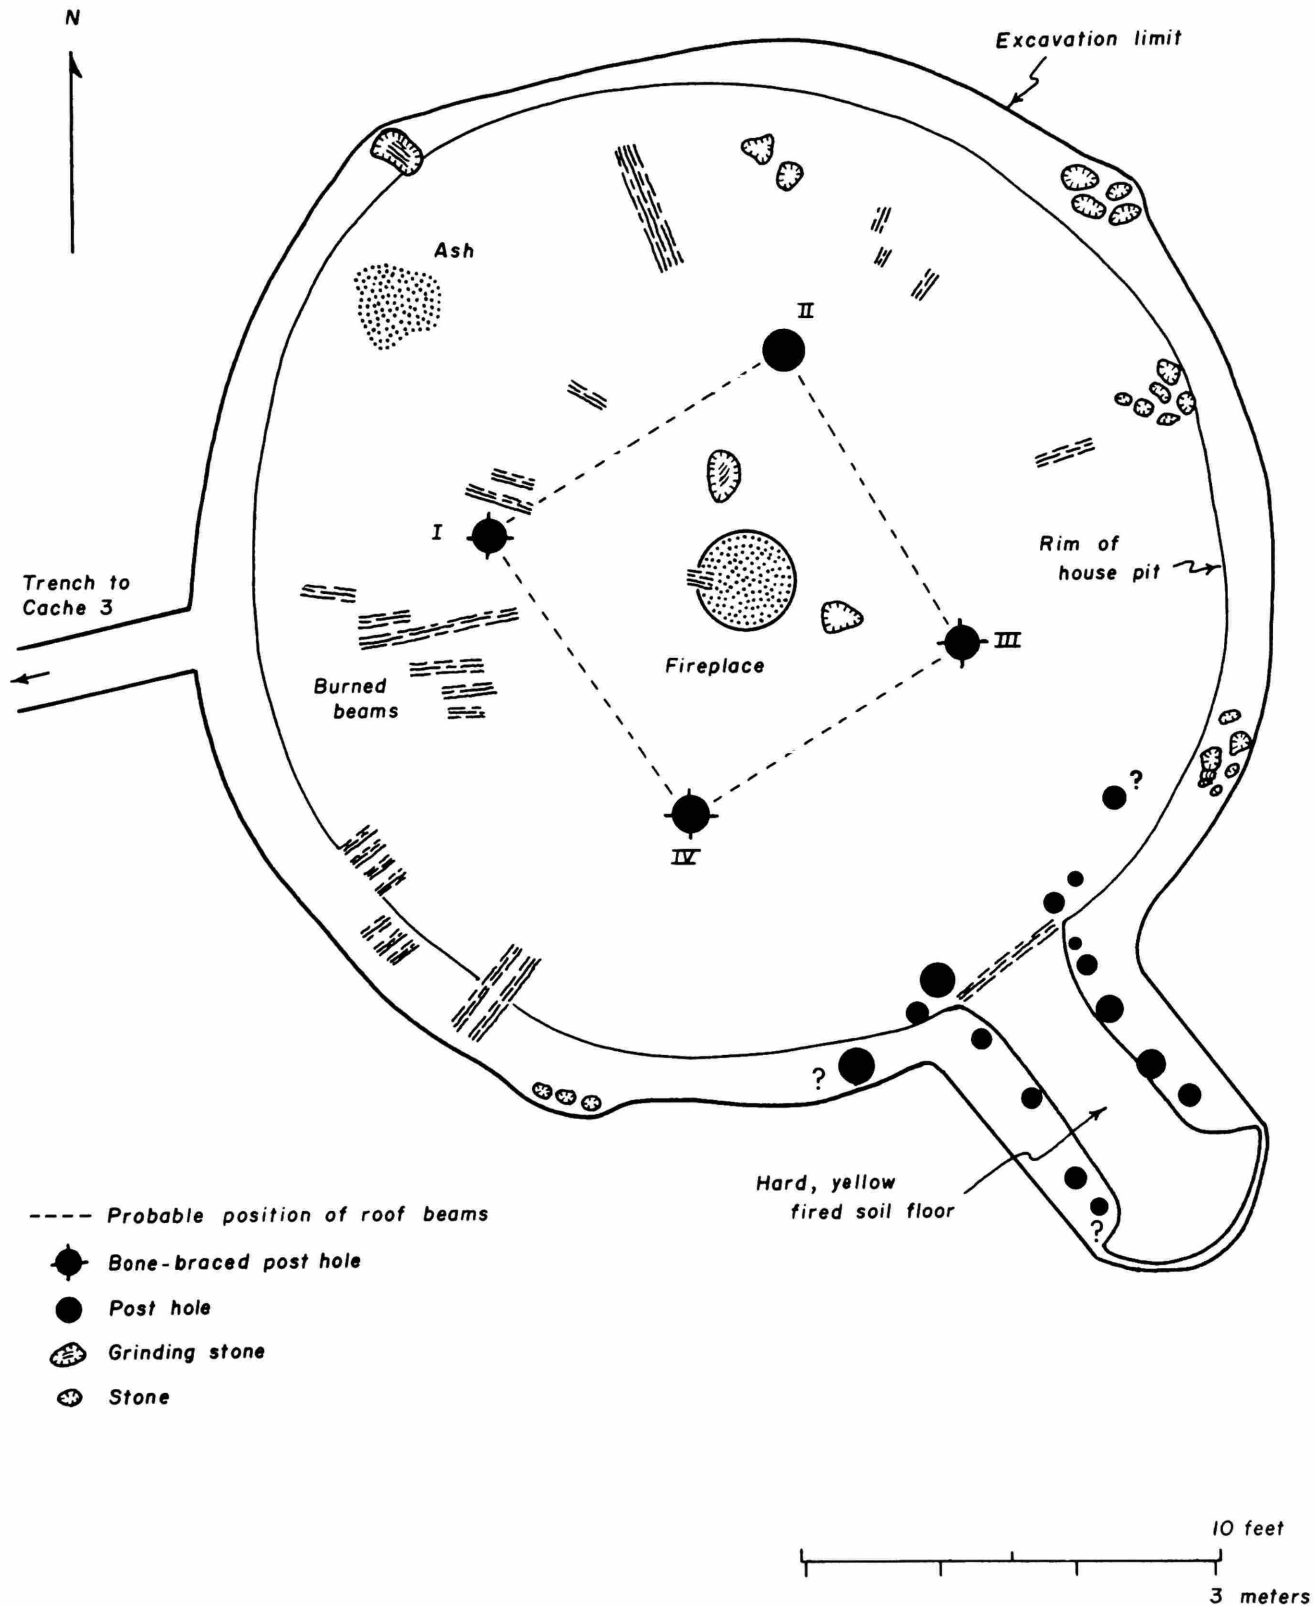 N
Excavation limit
Ash
II
I
Trench to
Cache 3
Rim of
house pit
III
Fireplace
Burned
beams
?
IV
?
Hard, yellow
fired soil floor
?
Probable position of roof beams
Bone-braced post hole
Post hole
Grinding stone
Stone
10 feet
3 meters